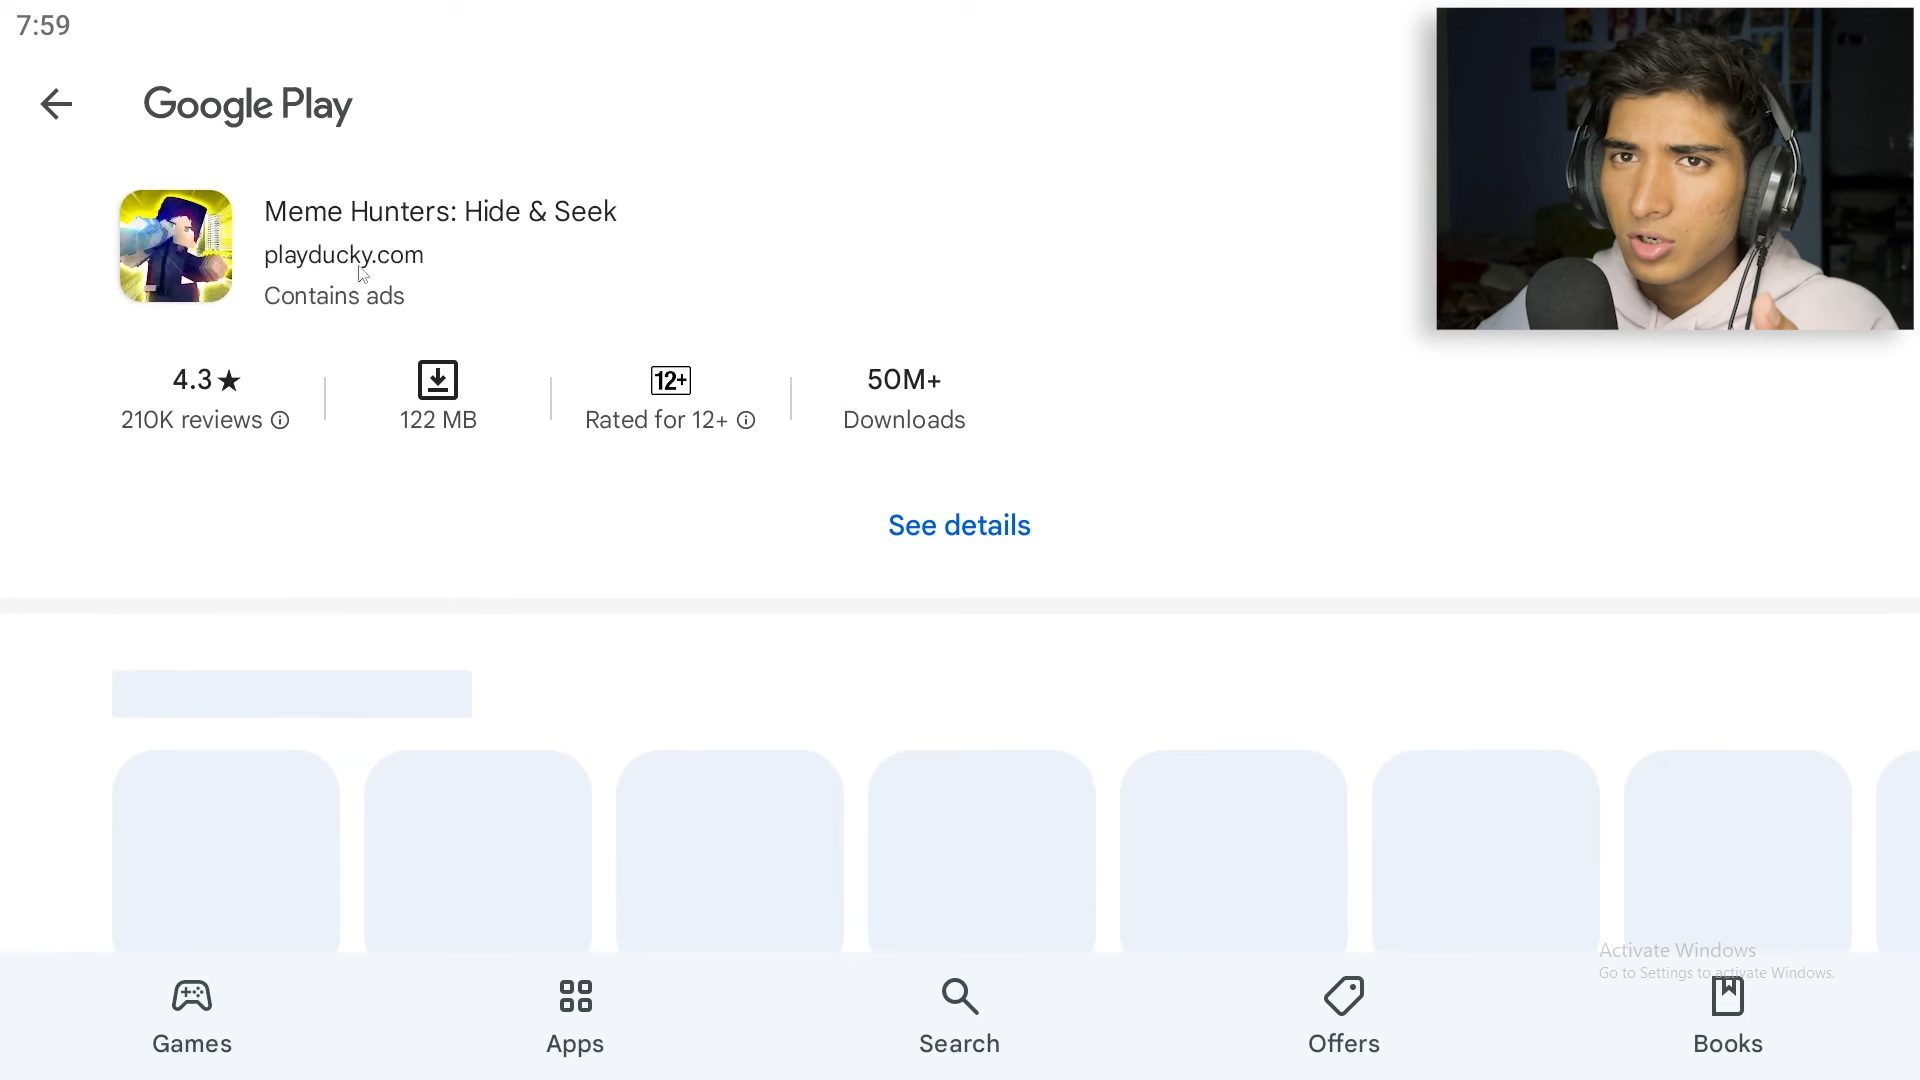 7:59
Google Play
Meme Hunters: Hide & Seek
playducky.com
Contains ads
4.3★
210K reviews
122 MB
12+
Rated for 12+
50M+
Downloads
See details
Activate Windows
Go to Settings to activate Windows.
Games
Apps
Search
Offers
Books